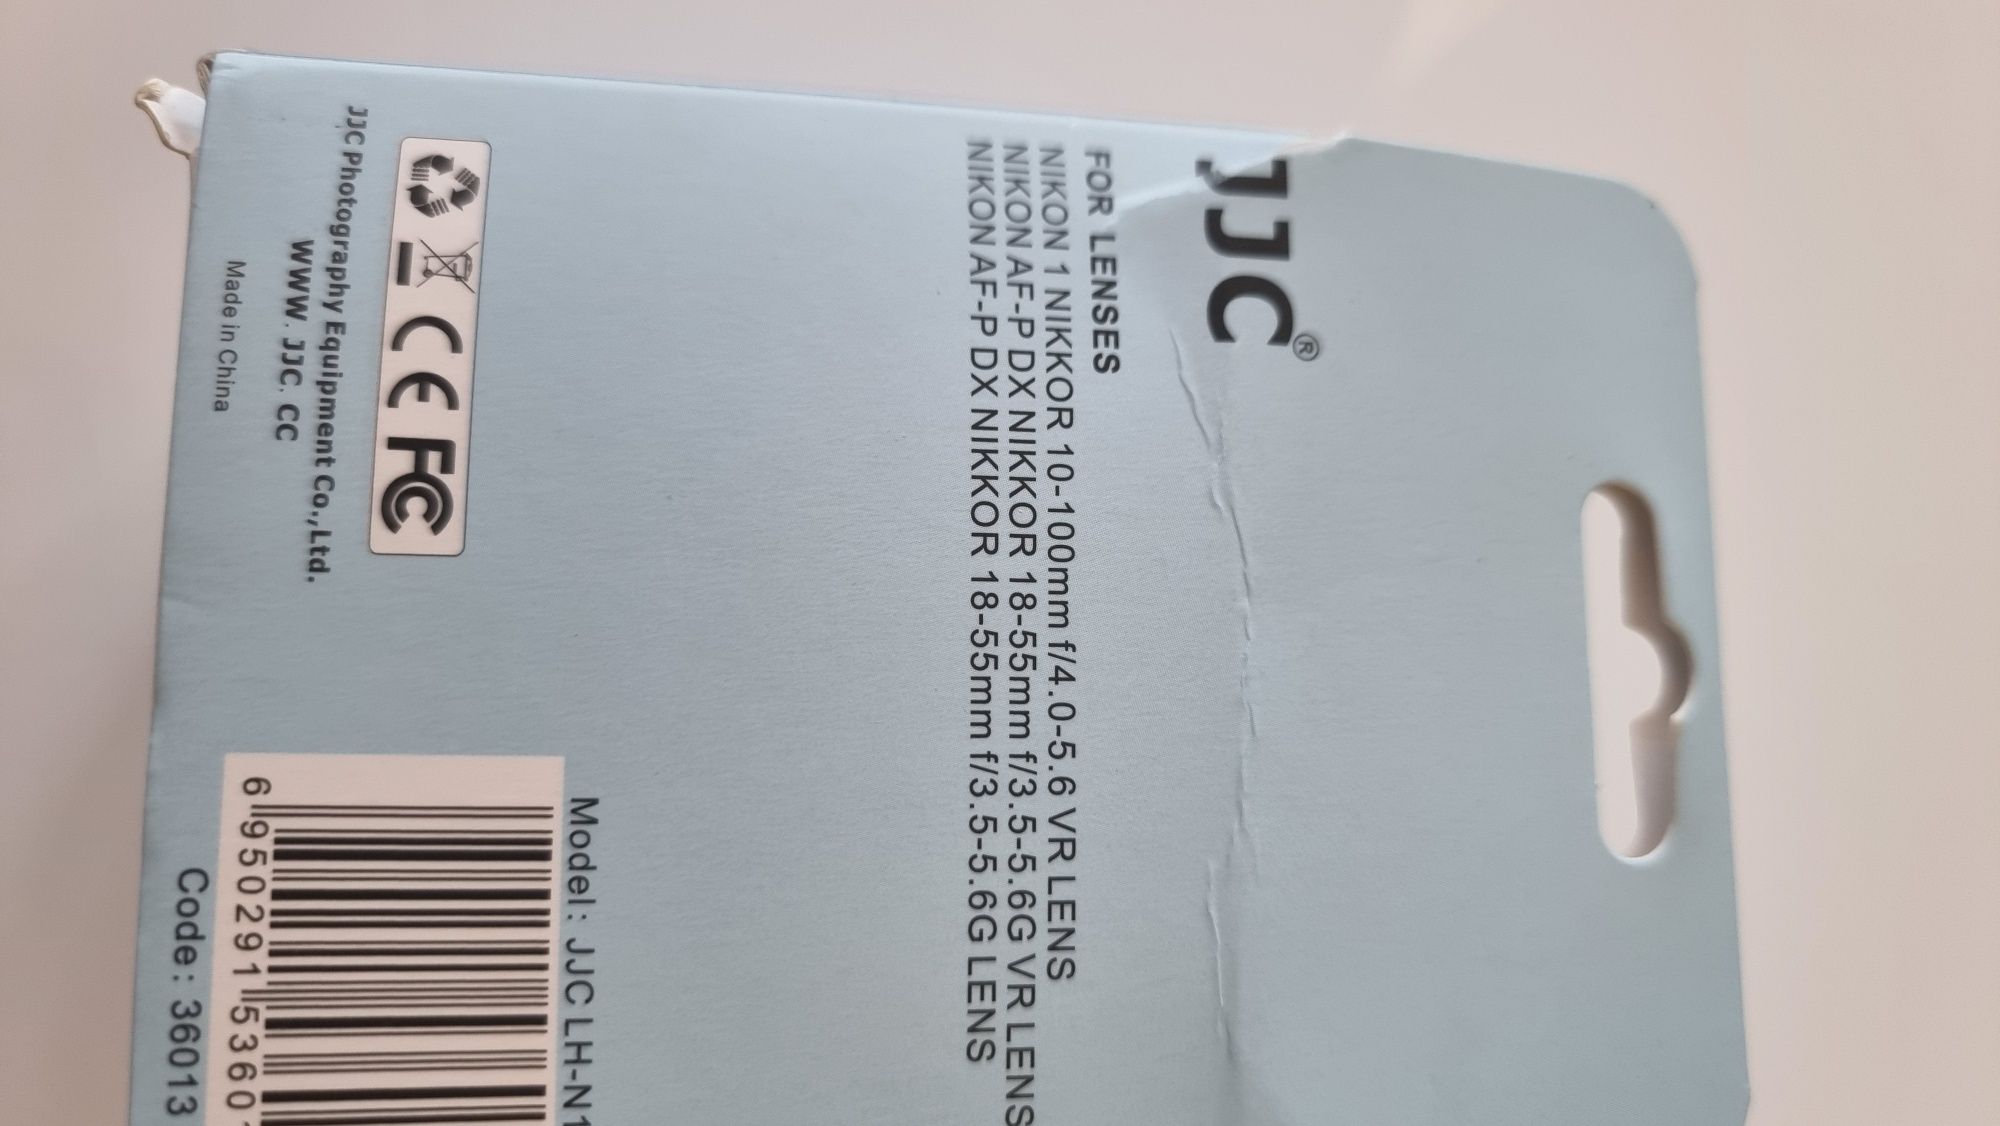 JJC®
FOR LENSES
NIKON 1 NIKKOR 10-100mm f/4.0-5.6 VR LENS
NIKON AF-P DX NIKKOR 18-55mm f/3.5-5.6G VR LENS
NIKON AF-P DX NIKKOR 18-55mm f/3.5-5.6G LENS
Model: JJC LH-N1
CE FC
6 950291 5360
JJC Photography Equipment Co.,Ltd.
WWW. JJC. CC
Code: 36013
Made in China